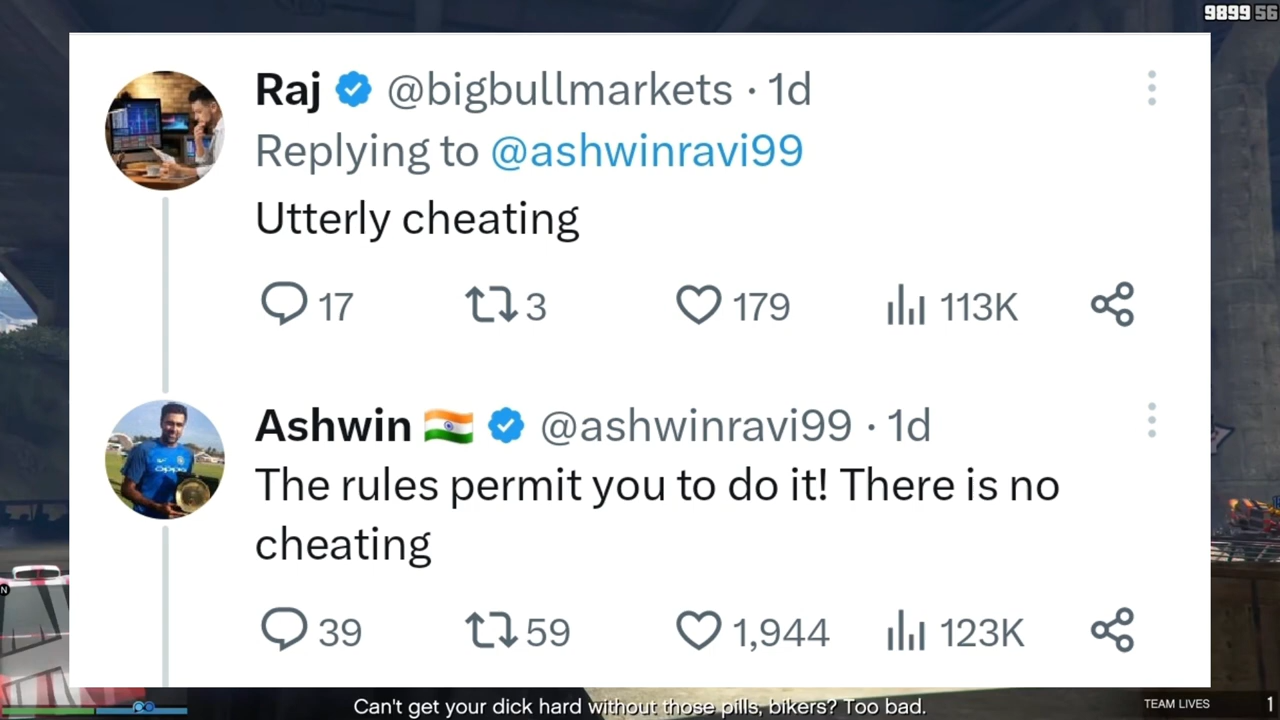 9899 56
Raj @bigbullmarkets · 1d
Replying to @ashwinravi99
Utterly cheating
17 3 179 113K
Ashwin 🇮🇳 @ashwinravi99 · 1d
The rules permit you to do it! There is no
cheating
39 59 1,944 123K
N
Can't get your dick hard without those pills, bikers? Too bad.
TEAM LIVES 1